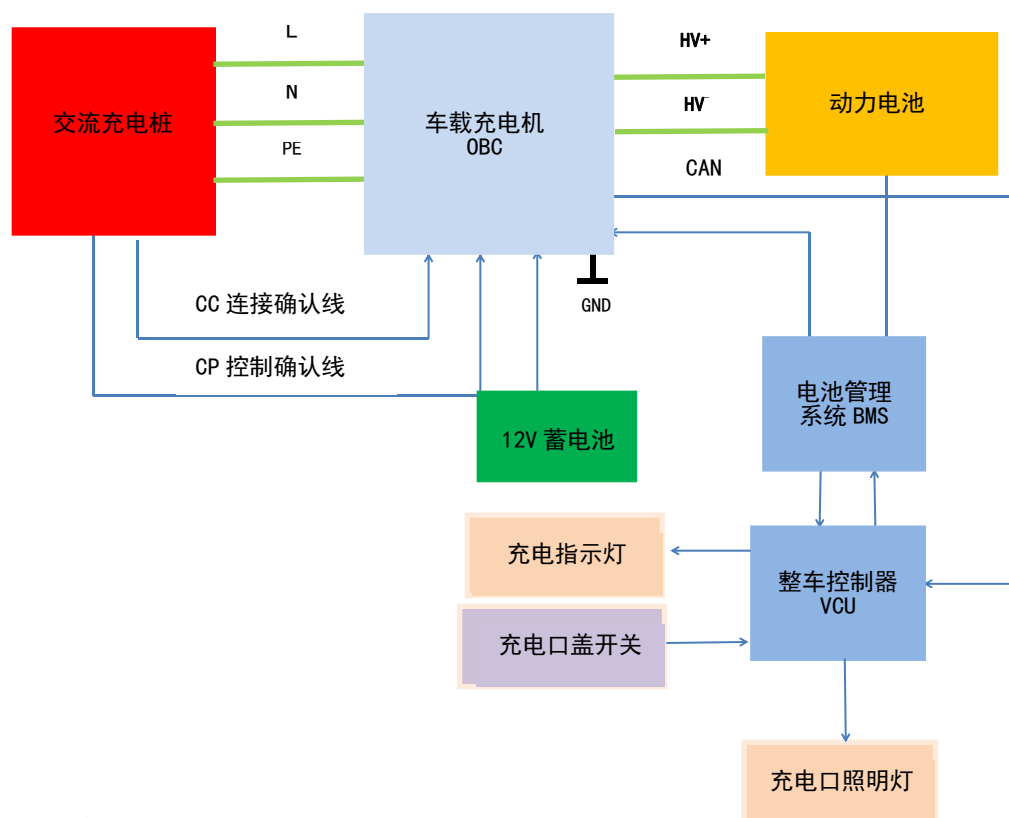 L
HV+
N
HV-
PE
交流充电桩
车载充电机
OBC
动力电池
CAN
GND
CC 连接确认线
CP 控制确认线
12V 蓄电池
电池管理
系统 BMS
充电指示灯
整车控制器
VCU
充电口盖开关
充电口照明灯